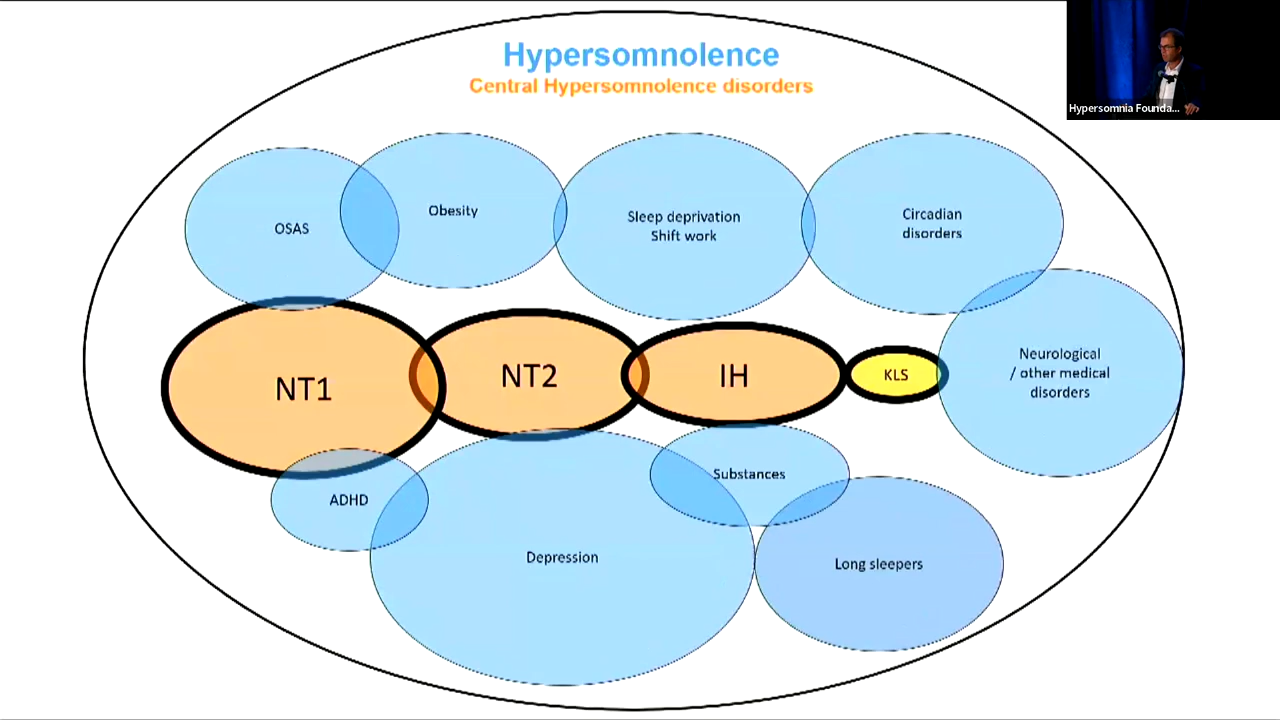 Hypersomnolence
Central Hypersomnolence disorders
Hypersomnia Founda...
OSAS
Obesity
Sleep deprivation
Shift work
Circadian
disorders
NT1
NT2
IH
KLS
Neurological
/ other medical
disorders
ADHD
Substances
Depression
Long sleepers